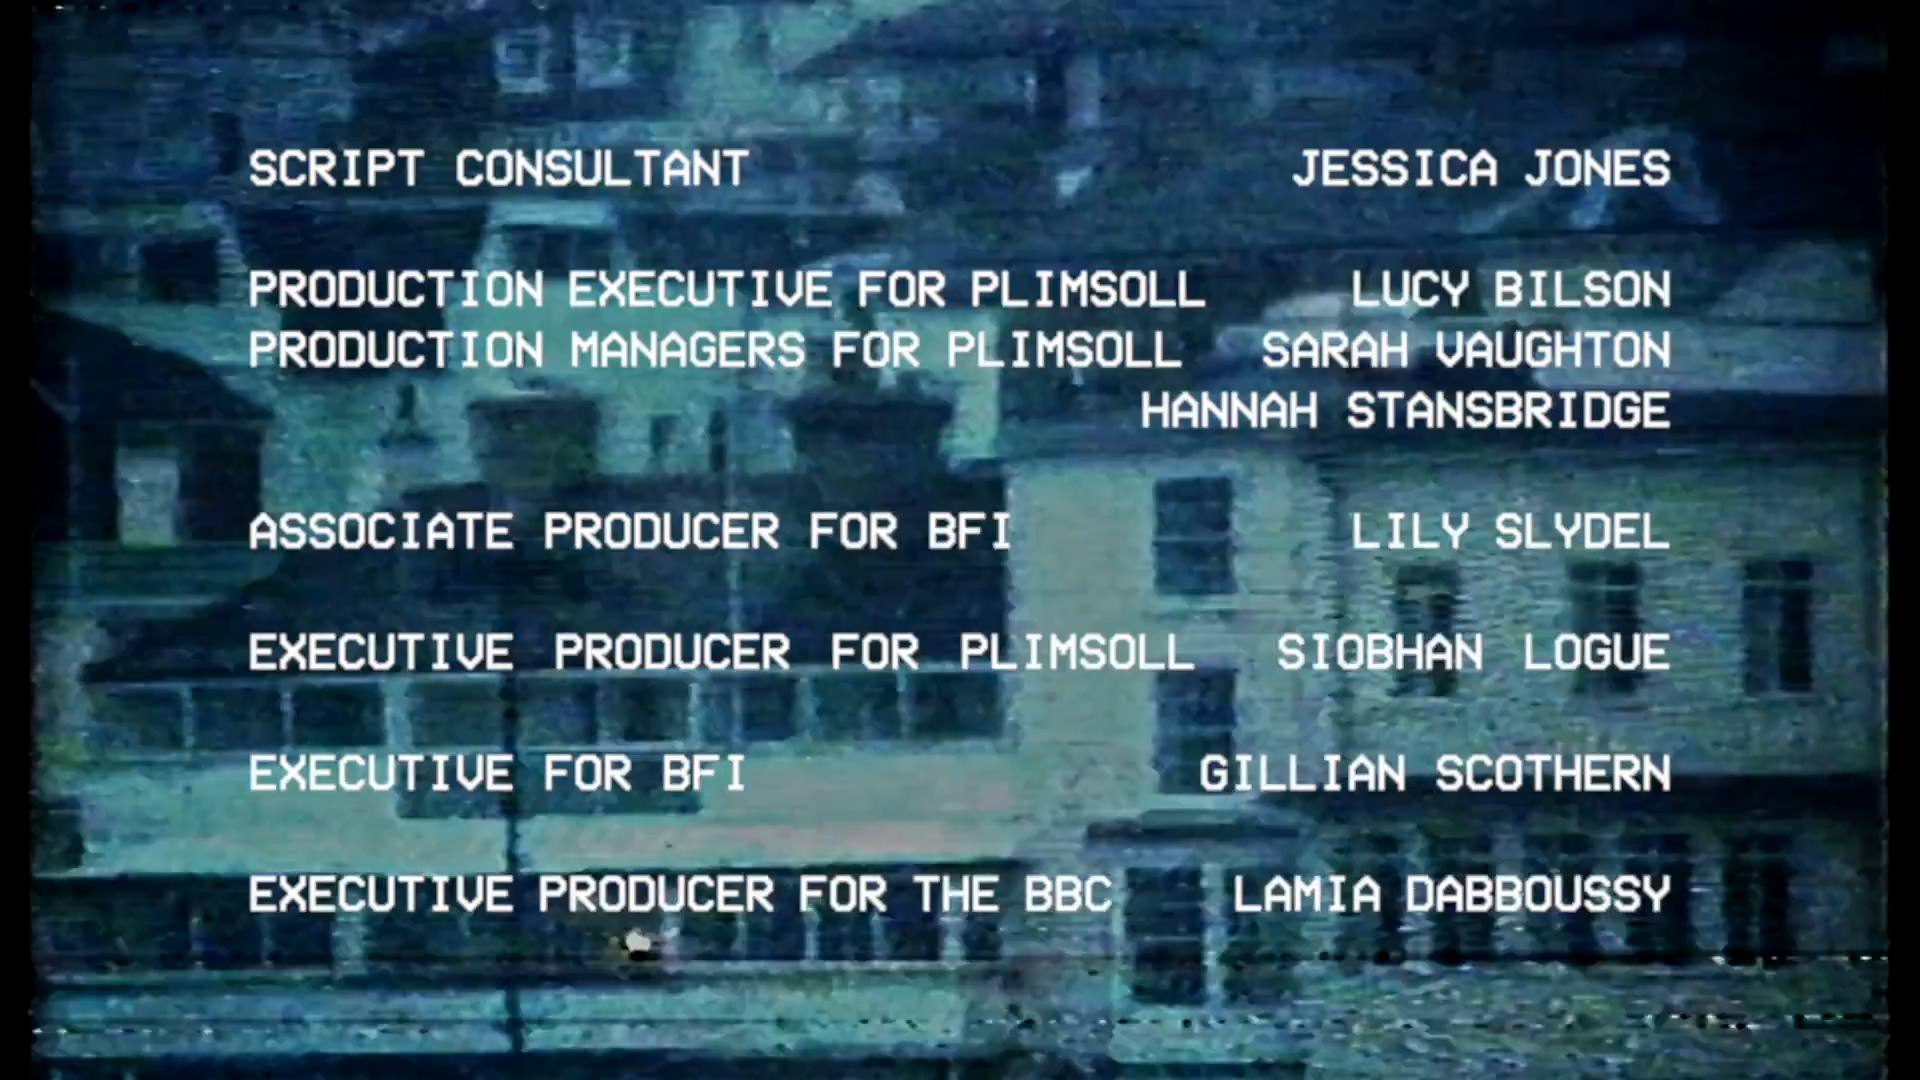 SCRIPT CONSULTANT JESSICA JONES
PRODUCTION EXECUTIVE FOR PLIMSOLL LUCY BILSON
PRODUCTION MANAGERS FOR PLIMSOLL SARAH VAUGHTON
HANNAH STANSBRIDGE
ASSOCIATE PRODUCER FOR BFI LILY SLYDEL
EXECUTIVE PRODUCER FOR PLIMSOLL SIOBHAN LOGUE
EXECUTIVE FOR BFI GILLIAN SCOTHERN
EXECUTIVE PRODUCER FOR THE BBC LAMIA DABBOUSSY